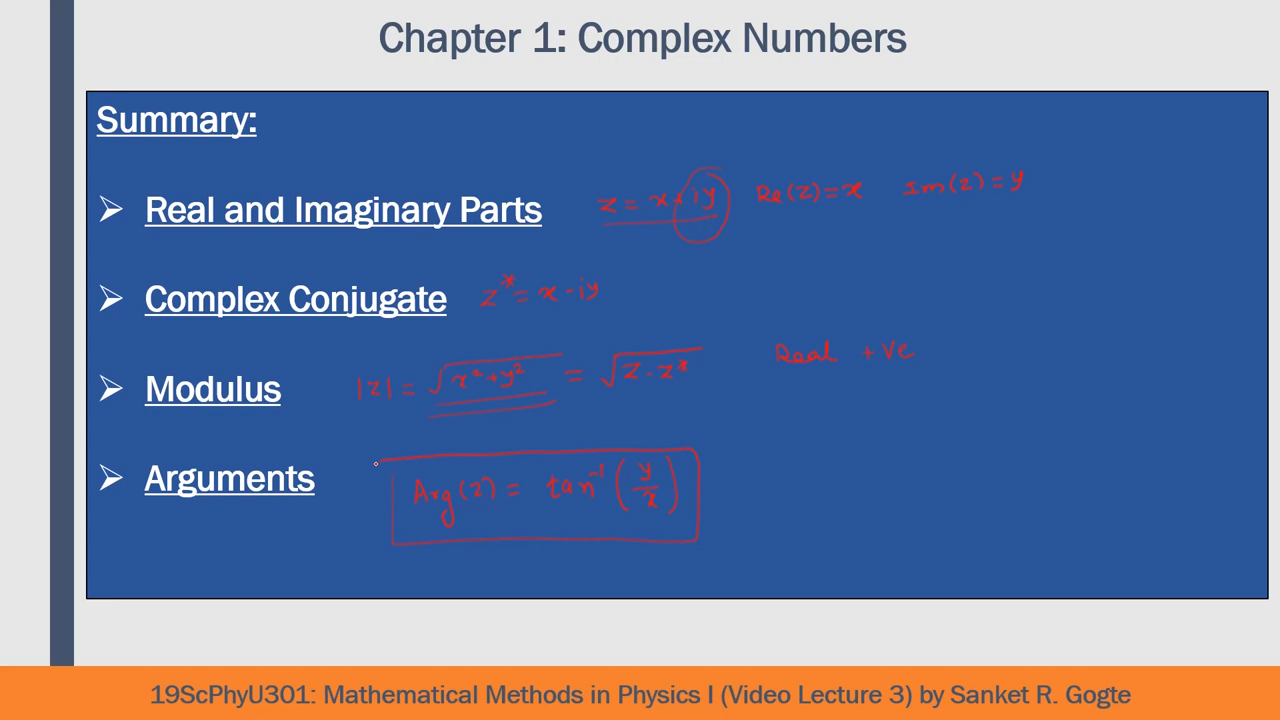 Chapter 1: Complex Numbers
Summary:
➢ Real and Imaginary Parts z = x + iy Re(z) = x Im(z) = y
➢ Complex Conjugate z* = x - iy
➢ Modulus |z| = √(x² + y²) = √(z · z*) Real +ve
➢ Arguments Arg(z) = tan⁻¹(y/x)
19ScPhyU301: Mathematical Methods in Physics I (Video Lecture 3) by Sanket R. Gogte